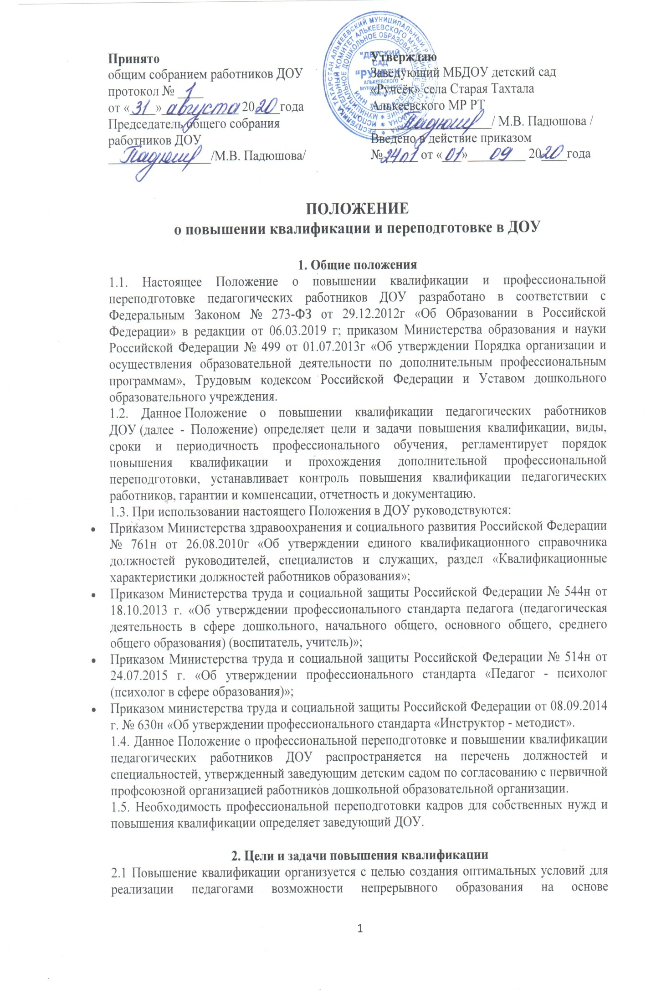 Принято
общим собранием работников ДОУ
протокол № 1
от «31» августа 2020 года
Председатель общего собрания
работников ДОУ
/М.В. Падюшова/
Утверждаю
Заведующий МБДОУ детский сад
«Ручеёк» села Старая Тахтала
Алькеевского МР РТ
/ М.В. Падюшова /
Введено в действие приказом
№ от «01» 09 2020 года
"ДЕТСКИЙ
САД
"РУЧЕЕК"
АЛЬКЕЕВСКОГО
МУНИЦИПАЛЬНОГО
РАЙОНА РТ
ПОЛОЖЕНИЕ
о повышении квалификации и переподготовке в ДОУ
1. Общие положения
1.1. Настоящее Положение о повышении квалификации и профессиональной
переподготовке педагогических работников ДОУ разработано в соответствии с
Федеральным Законом № 273-ФЗ от 29.12.2012г «Об Образовании в Российской
Федерации» в редакции от 06.03.2019 г; приказом Министерства образования и науки
Российской Федерации № 499 от 01.07.2013г «Об утверждении Порядка организации и
осуществления образовательной деятельности по дополнительным профессиональным
программам», Трудовым кодексом Российской Федерации и Уставом дошкольного
образовательного учреждения.
1.2. Данное Положение о повышении квалификации педагогических работников
ДОУ (далее - Положение) определяет цели и задачи повышения квалификации, виды,
сроки и периодичность профессионального обучения, регламентирует порядок
повышения квалификации и прохождения дополнительной профессиональной
переподготовки, устанавливает контроль повышения квалификации педагогических
работников, гарантии и компенсации, отчетность и документацию.
1.3. При использовании настоящего Положения в ДОУ руководствуются:
• Приказом Министерства здравоохранения и социального развития Российской Федерации
№ 761н от 26.08.2010г «Об утверждении единого квалификационного справочника
должностей руководителей, специалистов и служащих, раздел «Квалификационные
характеристики должностей работников образования»;
• Приказом Министерства труда и социальной защиты Российской Федерации № 544н от
18.10.2013 г. «Об утверждении профессионального стандарта педагога (педагогическая
деятельность в сфере дошкольного, начального общего, основного общего, среднего
общего образования) (воспитатель, учитель)»;
• Приказом Министерства труда и социальной защиты Российской Федерации № 514н от
24.07.2015 г. «Об утверждении профессионального стандарта «Педагог - психолог
(психолог в сфере образования)»;
• Приказом министерства труда и социальной защиты Российской Федерации от 08.09.2014
г. № 630н «Об утверждении профессионального стандарта «Инструктор - методист».
1.4. Данное Положение о профессиональной переподготовке и повышении квалификации
педагогических работников ДОУ распространяется на перечень должностей и
специальностей, утвержденный заведующим детским садом по согласованию с первичной
профсоюзной организацией работников дошкольной образовательной организации.
1.5. Необходимость профессиональной переподготовки кадров для собственных нужд и
повышения квалификации определяет заведующий ДОУ.
2. Цели и задачи повышения квалификации
2.1 Повышение квалификации организуется с целью создания оптимальных условий для
реализации педагогами возможности непрерывного образования на основе
1